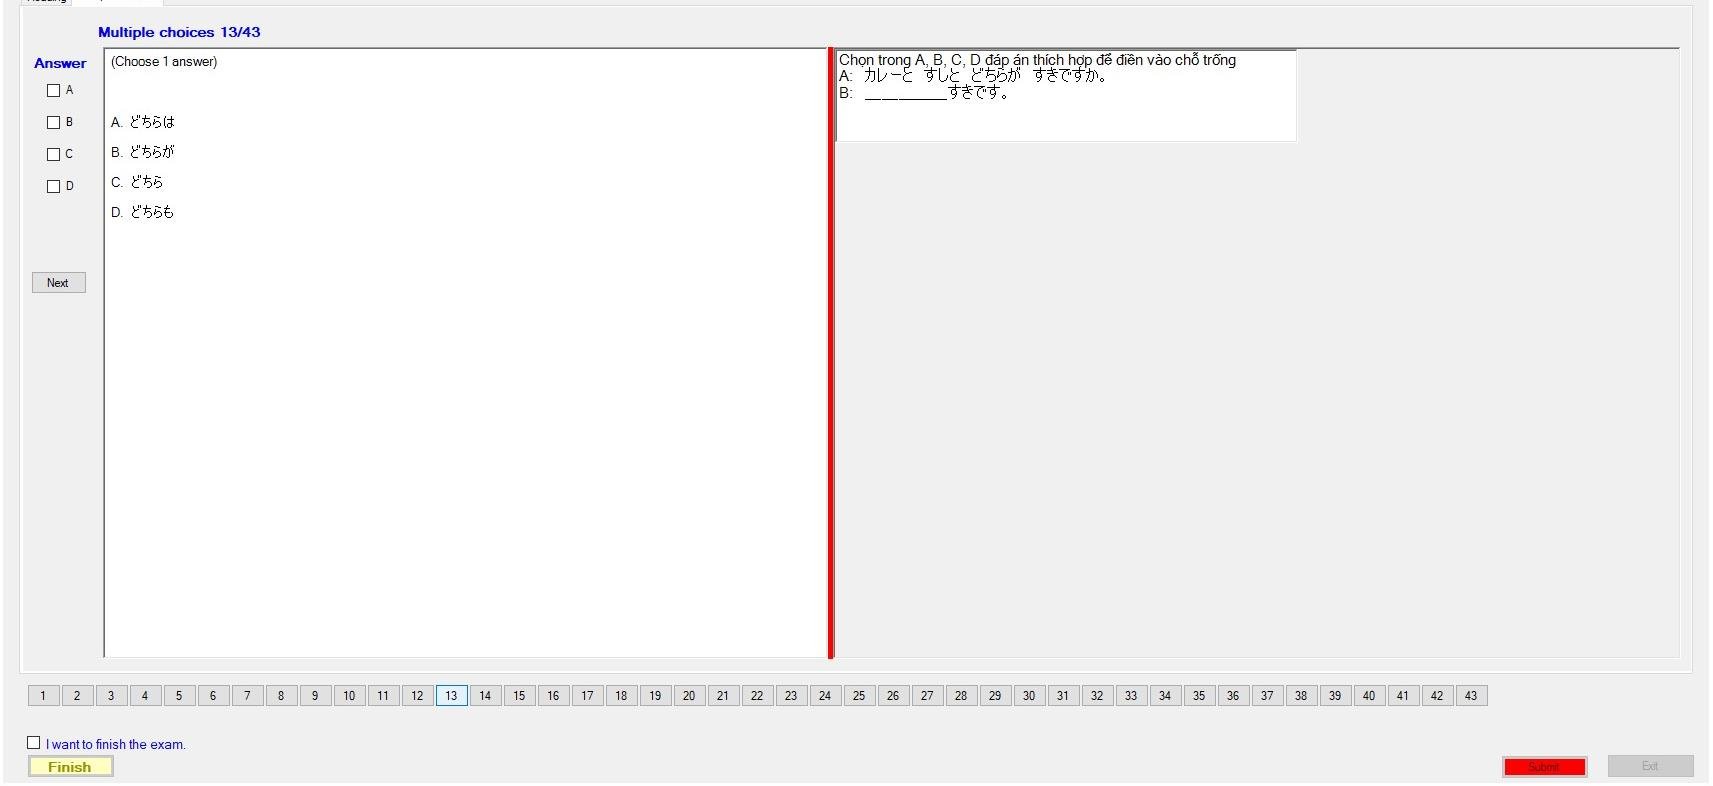 Multiple choices 13/43
Answer
A
B
C
D
Next
(Choose 1 answer)
A. どちらは
B. どちらが
C. どちら
D. どちらも
Chọn trong A, B, C, D đáp án thích hợp để điền vào chỗ trống
A: カレーと すしと どちらが すきですか。
B: __________すきです。
1 2 3 4 5 6 7 8 9 10 11 12 13 14 15 16 17 18 19 20 21 22 23 24 25 26 27 28 29 30 31 32 33 34 35 36 37 38 39 40 41 42 43
I want to finish the exam.
Finish
Submit
Exit